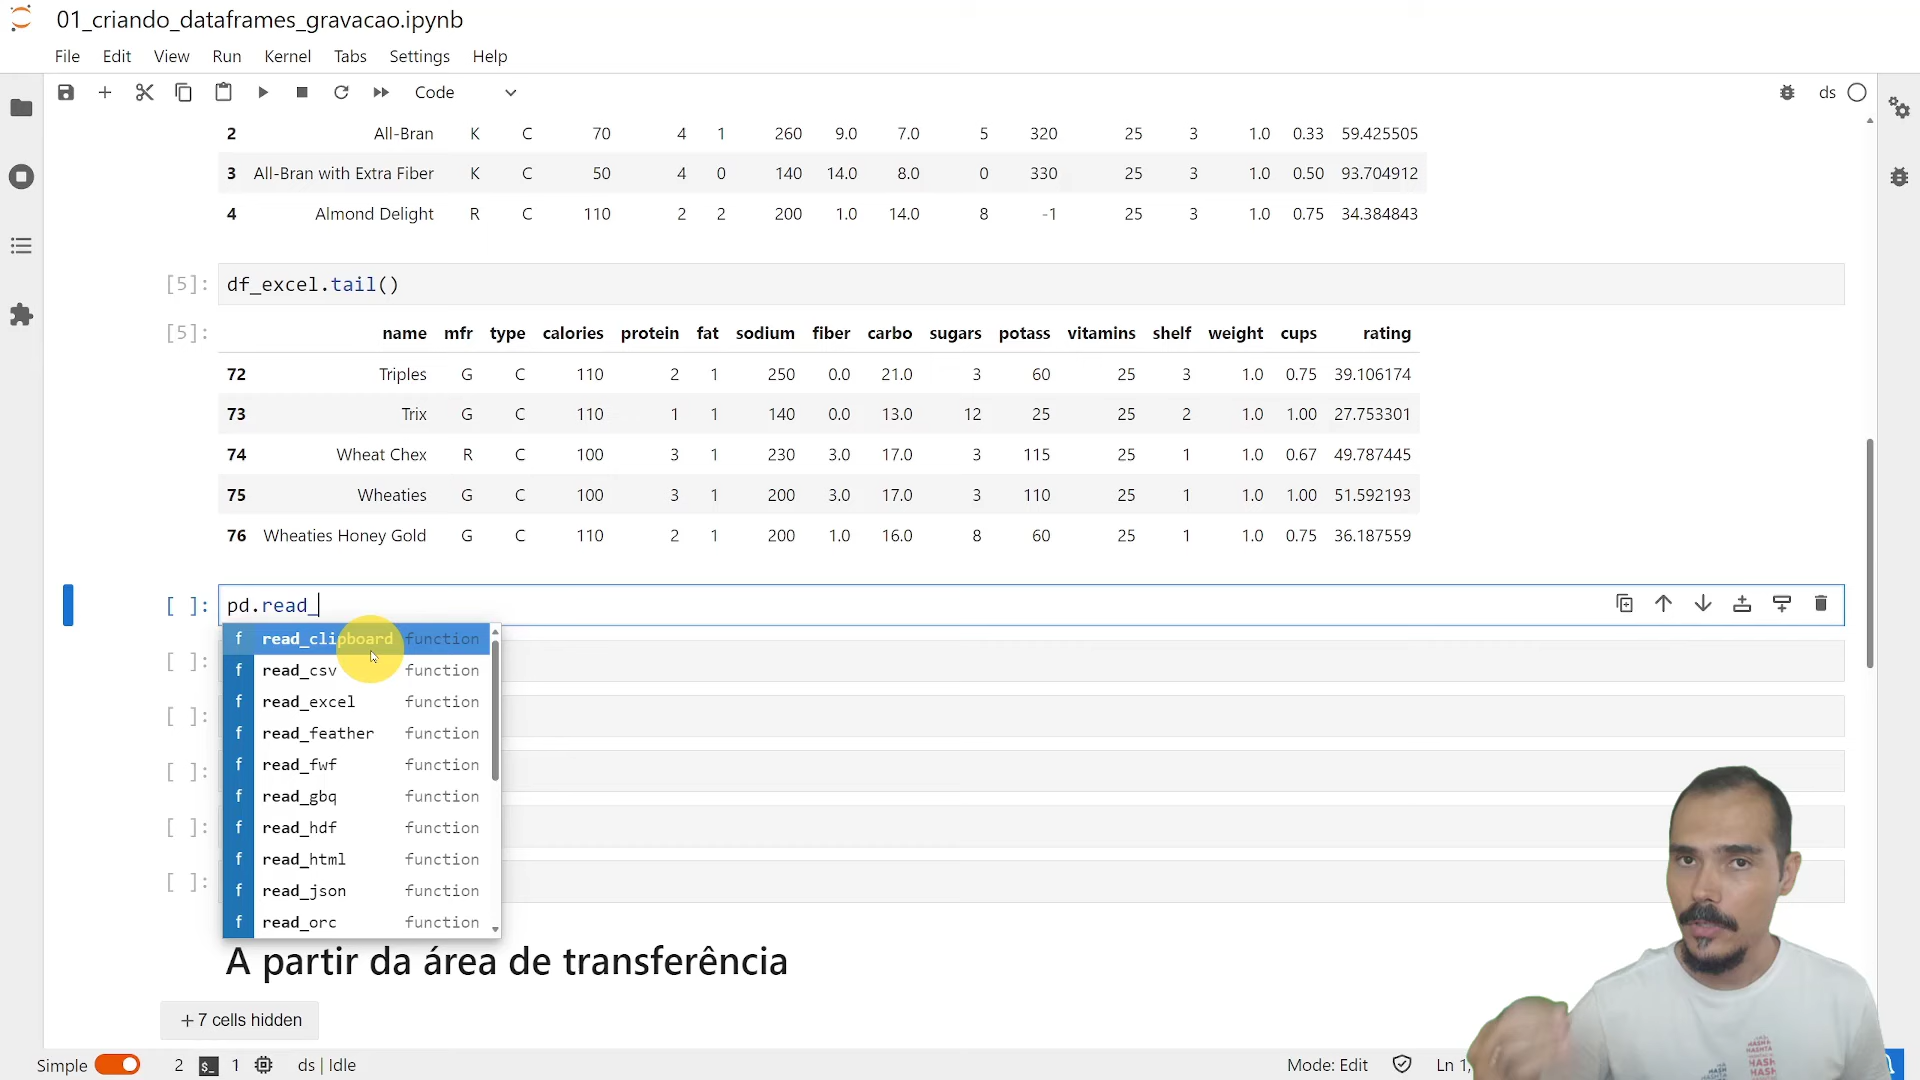 01_criando_dataframes_gravacao.ipynb
File Edit View Run Kernel Tabs Settings Help
Code ds
2 All-Bran K C 70 4 1 260 9.0 7.0 5 320 25 3 1.0 0.33 59.425505
3 All-Bran with Extra Fiber K C 50 4 0 140 14.0 8.0 0 330 25 3 1.0 0.50 93.704912
4 Almond Delight R C 110 2 2 200 1.0 14.0 8 -1 25 3 1.0 0.75 34.384843
[5]: df_excel.tail()
[5]: name mfr type calories protein fat sodium fiber carbo sugars potass vitamins shelf weight cups rating
72 Triples G C 110 2 1 250 0.0 21.0 3 60 25 3 1.0 0.75 39.106174
73 Trix G C 110 1 1 140 0.0 13.0 12 25 25 2 1.0 1.00 27.753301
74 Wheat Chex R C 100 3 1 230 3.0 17.0 3 115 25 1 1.0 0.67 49.787445
75 Wheaties G C 100 3 1 200 3.0 17.0 3 110 25 1 1.0 1.00 51.592193
76 Wheaties Honey Gold G C 110 2 1 200 1.0 16.0 8 60 25 1 1.0 0.75 36.187559
[ ]: pd.read_
f read_clipboard function
[ ]:
f read_csv function
f read_excel function
[ ]:
f read_feather function
f read_fwf function
[ ]:
f read_gbq function
f read_hdf function
[ ]:
f read_html function
f read_json function
[ ]:
f read_orc function
A partir da área de transferência
+ 7 cells hidden
Simple 2 $_ 1 ds | Idle Mode: Edit Ln 1,